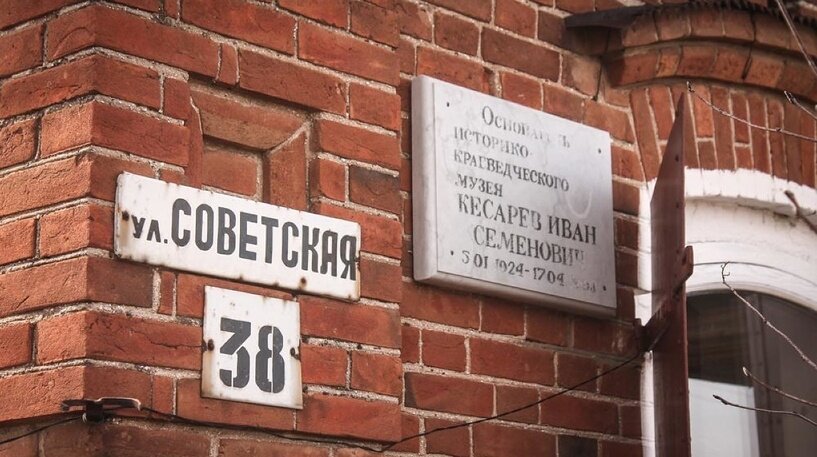 ул. СОВЕТСКАЯ
38
ОСНОВАТЕЛЬ
ИСТОРИКО-
КРАЕВЕДЧЕСКОГО
МУЗЕЯ
КЕСАРЕВ ИВАН
СЕМЕНОВИЧ